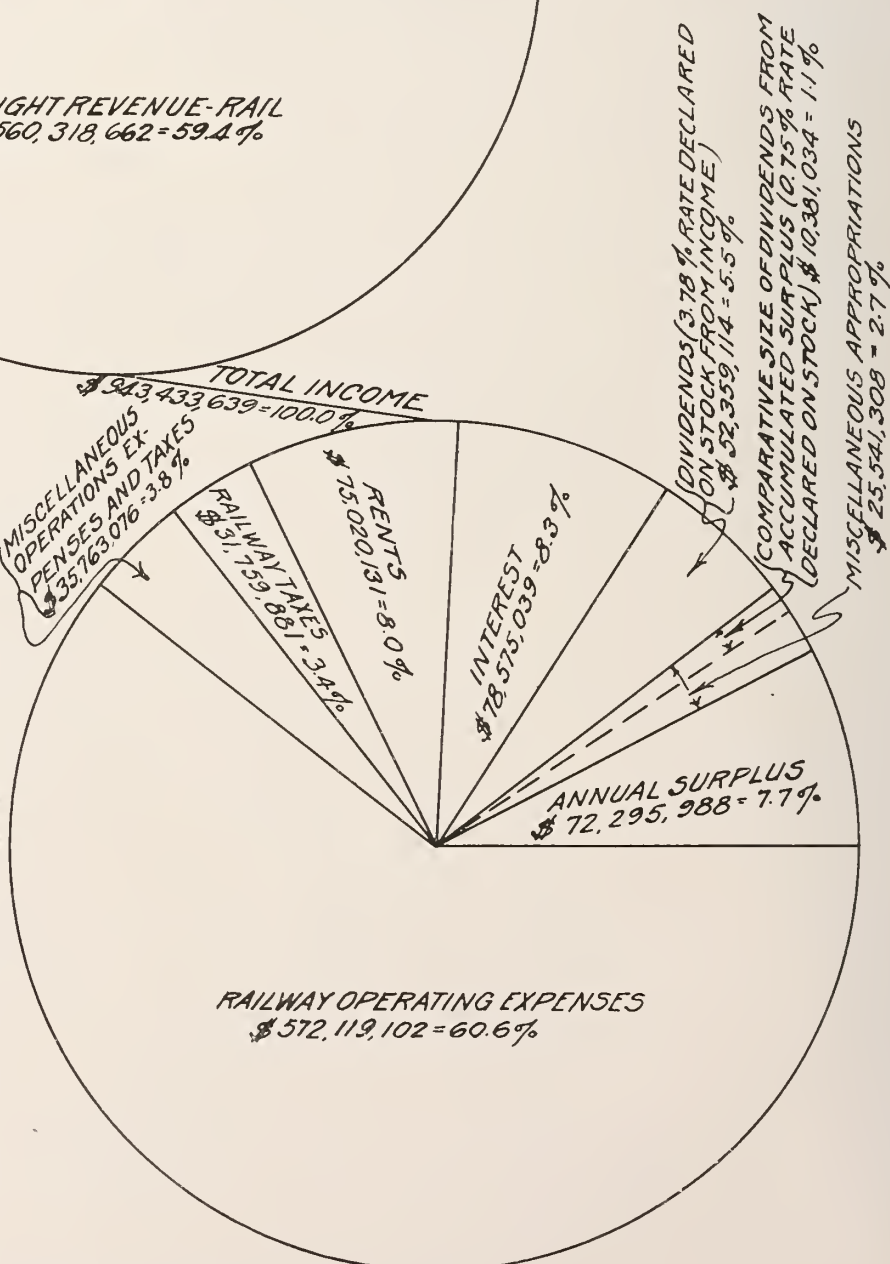 IGHT REVENUE-RAIL
560,318,662=59.4%
TOTAL INCOME
$943,433,639=100.0%
MISCELLANEOUS
OPERATIONS EX-
PENSES AND TAXES
$35,763,076=3.8%
RAILWAY TAXES
$31,759,881=3.4%
RENTS
$75,020,131=8.0%
INTEREST
$78,575,039=8.3%
DIVIDENDS (3.78% RATE DECLARED
ON STOCK FROM INCOME)
$52,359,114=5.5%
COMPARATIVE SIZE OF DIVIDENDS FROM
ACCUMULATED SURPLUS (0.75% RATE
DECLARED ON STOCK) $10,381,034=1.1%
MISCELLANEOUS APPROPRIATIONS
$25,541,308=2.7%
ANNUAL SURPLUS
$72,295,988=7.7%
RAILWAY OPERATING EXPENSES
$572,119,102=60.6%